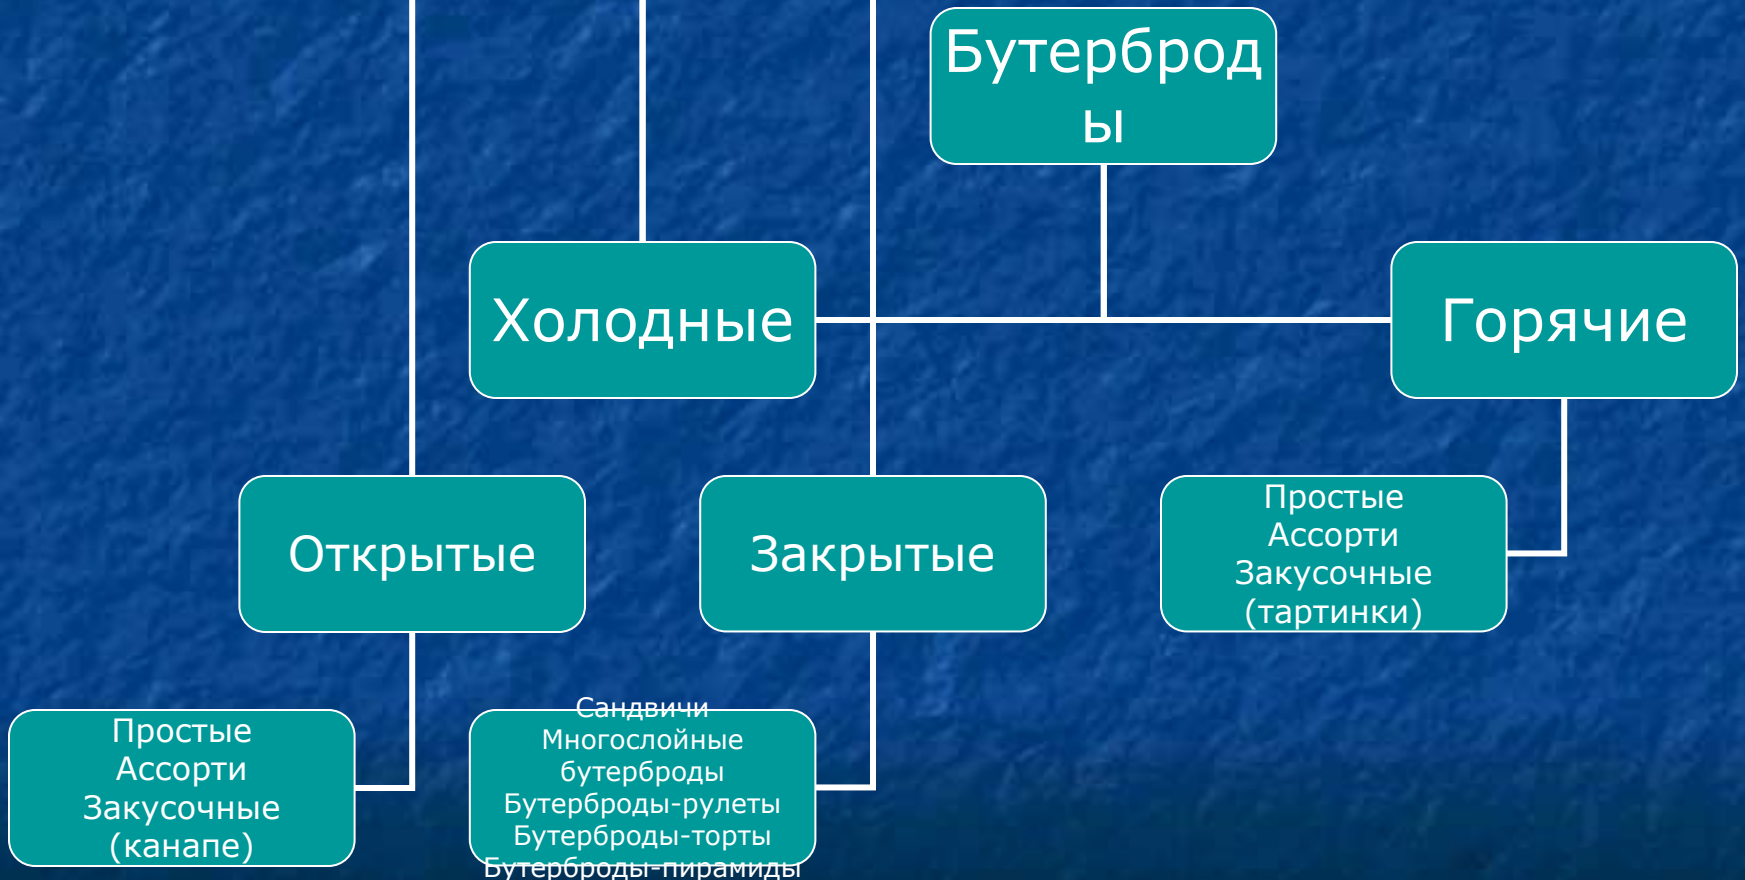 Бутерброд
ы
Холодные
Горячие
Открытые
Закрытые
Простые
Ассорти
Закусочные
(тартинки)
Простые
Ассорти
Закусочные
(канапе)
Сандвичи
Многослойные
бутерброды
Бутерброды-рулеты
Бутерброды-торты
Бутерброды-пирамиды